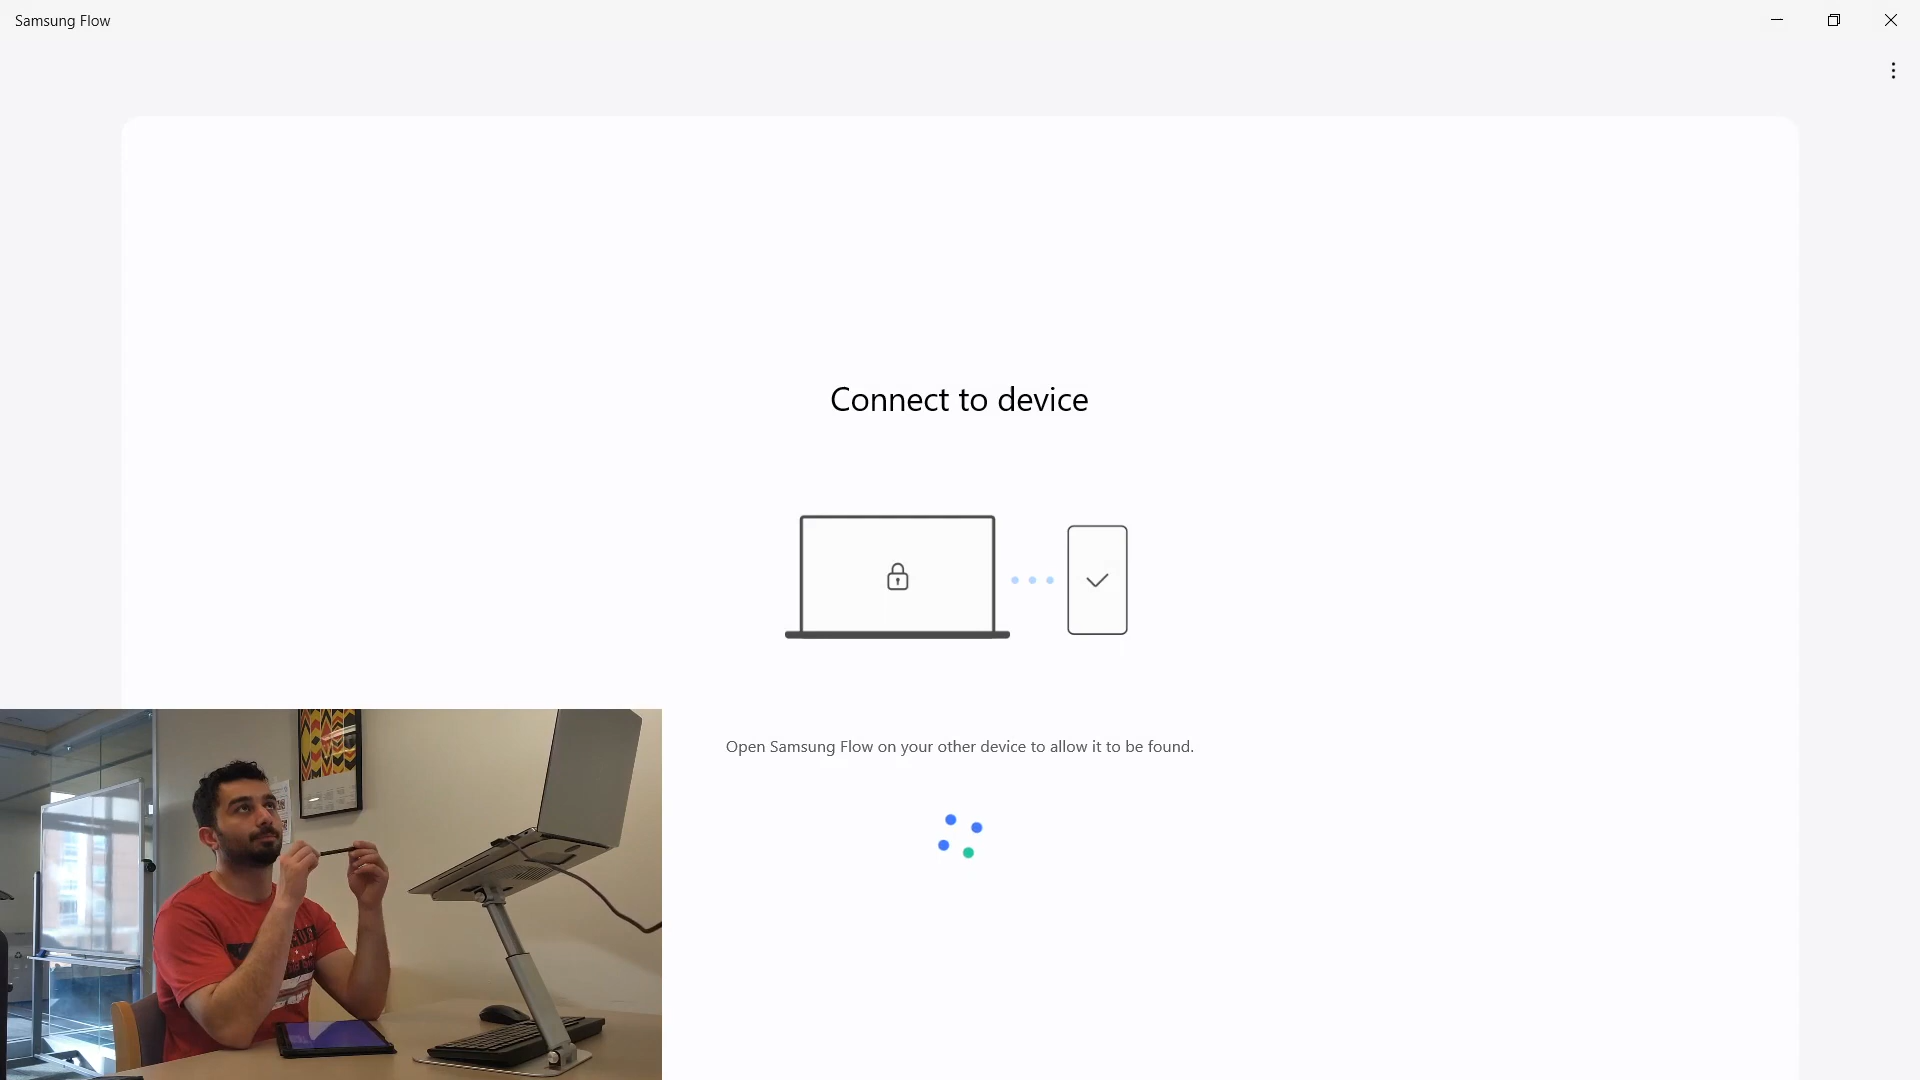 Samsung Flow
Connect to device
Open Samsung Flow on your other device to allow it to be found.